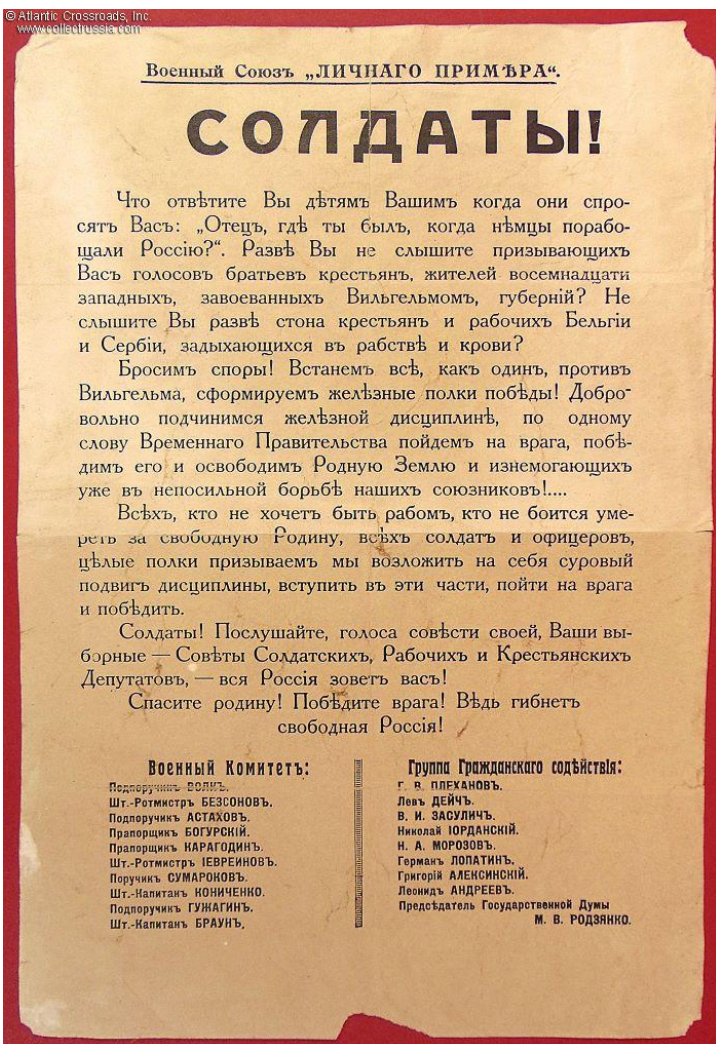 © Atlantic Crossroads, Inc.
www.collectrussia.com
Военный Союзъ „ЛИЧНАГО ПРИМѢРА“.
СОЛДАТЫ!
Что отвѣтите Вы дѣтямъ Вашимъ когда они спро-
сятъ Васъ: „Отецъ, гдѣ ты былъ, когда нѣмцы порабо-
щали Россію?“. Развѣ Вы не слышите призывающихъ
Васъ голосовъ братьевъ крестьянъ, жителей восемнадцати
западныхъ, завоеванныхъ Вильгельмомъ, губерній? Не
слышите Вы развѣ стона крестьянъ и рабочихъ Бельгіи
и Сербіи, задыхающихся въ рабствѣ и крови?
Бросимъ споры! Встанемъ всѣ, какъ одинъ, противъ
Вильгельма, сформируемъ желѣзные полки побѣды! Добро-
вольно подчинимся желѣзной дисциплинѣ, по одному
слову Временнаго Правительства пойдемъ на врага, побѣ-
димъ его и освободимъ Родную Землю и изнемогающихъ
уже въ непосильной борьбѣ нашихъ союзниковъ!....
Всѣхъ, кто не хочетъ быть рабомъ, кто не боится уме-
реть за свободную Родину, всѣхъ солдатъ и офицеровъ,
цѣлые полки призываемъ мы возложить на себя суровый
подвигъ дисциплины, вступить въ эти части, пойти на врага
и побѣдить.
Солдаты! Послушайте, голоса совѣсти своей, Ваши вы-
борные — Совѣты Солдатскихъ, Рабочихъ и Крестьянскихъ
Депутатовъ, — вся Россія зоветъ васъ!
Спасите родину! Побѣдите врага! Вѣдь гибнетъ
свободная Россія!
Военный Комитетъ:
Подпоручикъ ВОЛКЪ.
Шт.-Ротмистръ БЕЗСОНОВЪ.
Подпоручикъ АСТАХОВЪ.
Прапорщикъ БОГУРСКІЙ.
Прапорщикъ КАРАГОДИНЪ.
Шт.-Ротмистръ ІЕВРЕИНОВЪ.
Поручикъ СУМАРОКОВЪ.
Шт.-Капитанъ КОНИЧЕНКО.
Подпоручикъ ГУЖАГИНЪ.
Шт.-Капитанъ БРАУНЪ,
Группа Гражданскаго содѣйствія:
Г. В. ПЛЕХАНОВЪ.
Левъ ДЕЙЧЪ.
В. И. ЗАСУЛИЧЪ.
Николай ІОРДАНСКІЙ.
Н. А. МОРОЗОВЪ.
Германъ ЛОПАТИНЪ.
Григорій АЛЕКСИНСКІЙ.
Леонидъ АНДРЕЕВЪ.
Предсѣдатель Государственной Думы
М. В. РОДЗЯНКО.